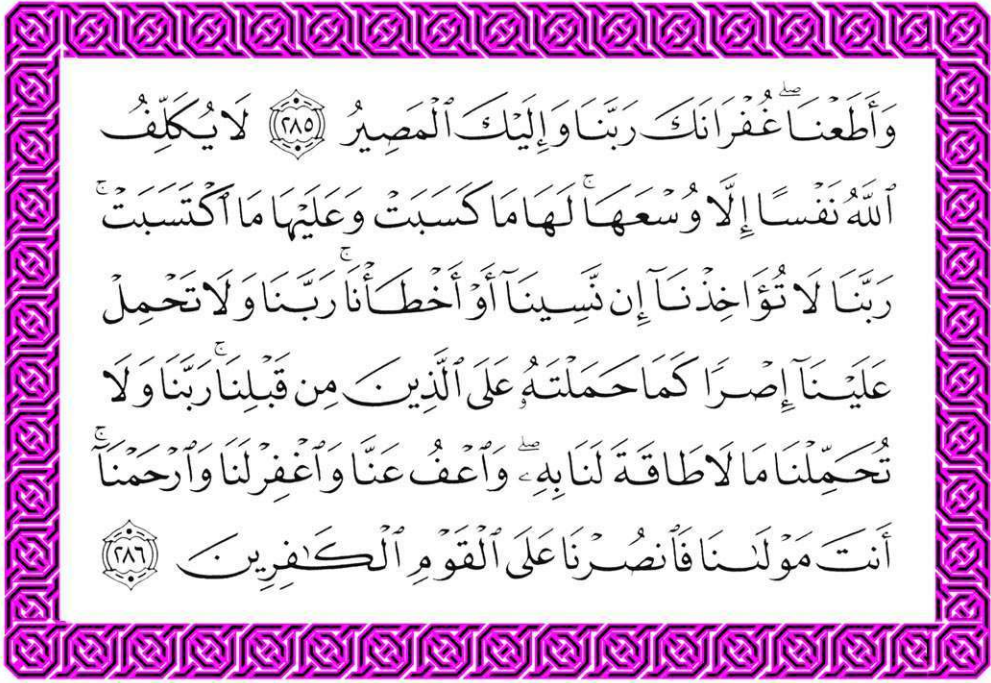 وَأَطَعْنَا ۖ غُفْرَانَكَ رَبَّنَا وَإِلَيْكَ ٱلْمَصِيرُ ٢٨٥ لَا يُكَلِّفُ
ٱللَّهُ نَفْسًا إِلَّا وُسْعَهَا ۚ لَهَا مَا كَسَبَتْ وَعَلَيْهَا مَا ٱكْتَسَبَتْ ۚ
رَبَّنَا لَا تُؤَاخِذْنَآ إِن نَّسِينَآ أَوْ أَخْطَأْنَا ۚ رَبَّنَا وَلَا تَحْمِلْ
عَلَيْنَآ إِصْرًا كَمَا حَمَلْتَهُۥ عَلَى ٱلَّذِينَ مِن قَبْلِنَا ۚ رَبَّنَا وَلَا
تُحَمِّلْنَا مَا لَا طَاقَةَ لَنَا بِهِۦ ۖ وَٱعْفُ عَنَّا وَٱغْفِرْ لَنَا وَٱرْحَمْنَآ ۚ
أَنتَ مَوْلَىٰنَا فَٱنصُرْنَا عَلَى ٱلْقَوْمِ ٱلْكَـٰفِرِينَ ٢٨٦